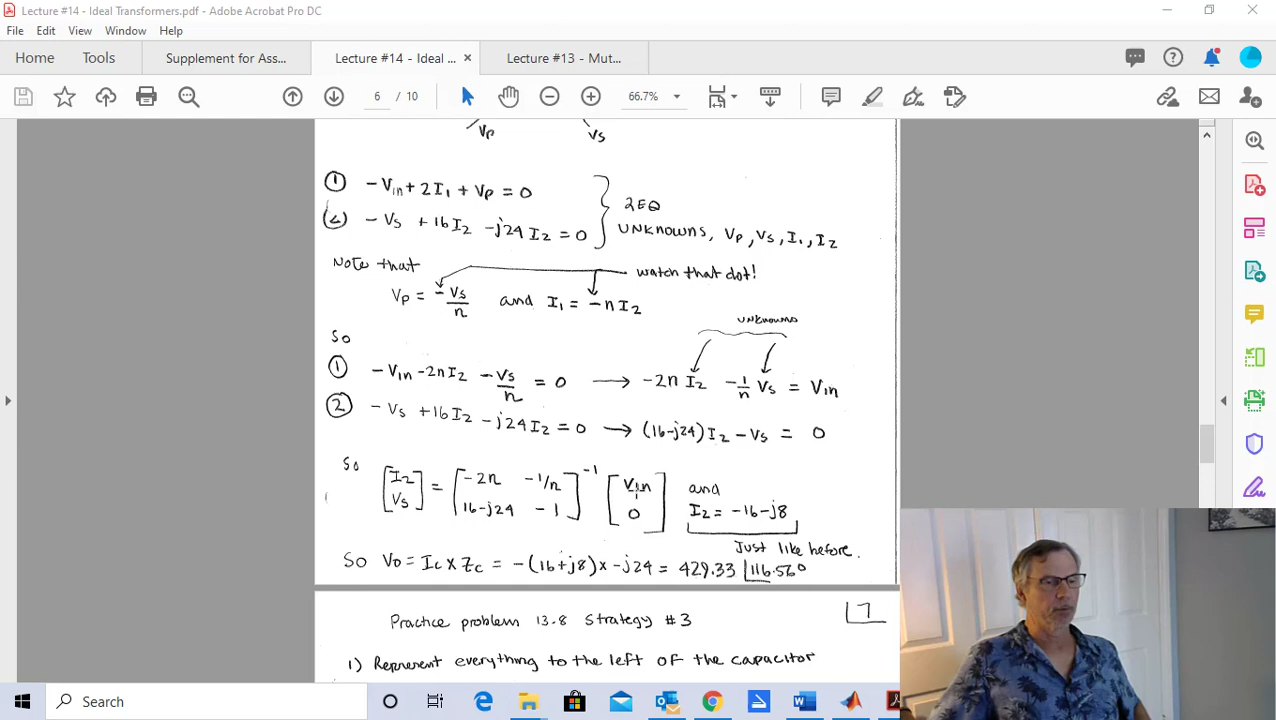 Lecture #14 - Ideal Transformers.pdf - Adobe Acrobat Pro DC
File Edit View Window Help
Home Tools Supplement for Ass... Lecture #14 - Ideal ... × Lecture #13 - Mut...
6 / 10 66.7%
Vp Vs
① -Vin + 2I1 + Vp = 0
② -Vs + 16I2 - j24I2 = 0
2EQ
UNKNOWNS, Vp, Vs, I1, I2
Note that
watch that dot!
Vp = -Vs/n and I1 = -nI2
UNKNOWNS
So
① -Vin - 2nI2 - Vs/n = 0 → -2n I2 - 1/n Vs = Vin
② -Vs + 16I2 - j24I2 = 0 → (16-j24)I2 - Vs = 0
So [I2 Vs] = [-2n -1/n 16-j24 -1]^-1 [Vin 0] and
I2 = -16-j8
Just like before.
So Vo = Ic x Zc = -(16+j8)x -j24 = 429.33 ∠116.56°
7
Practice problem 13.8 Strategy #3
1) Represent everything to the left of the capacitor
Search